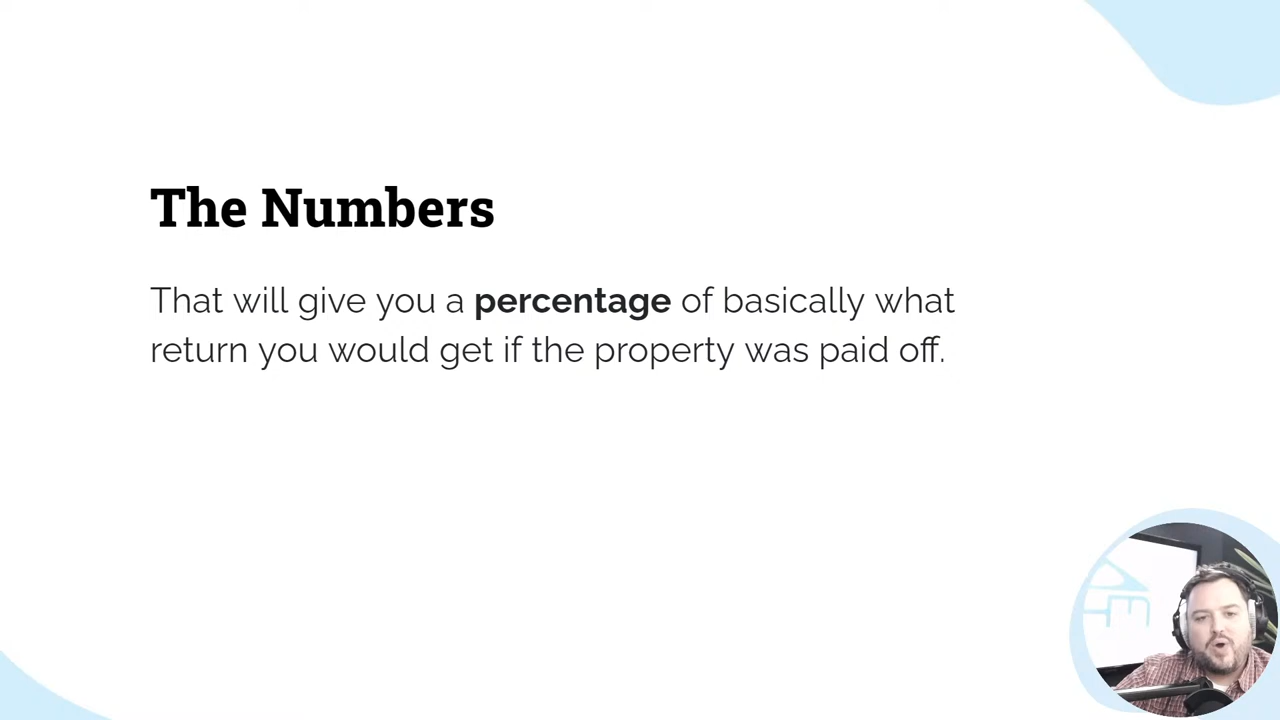 The Numbers
That will give you a percentage of basically what
return you would get if the property was paid off.